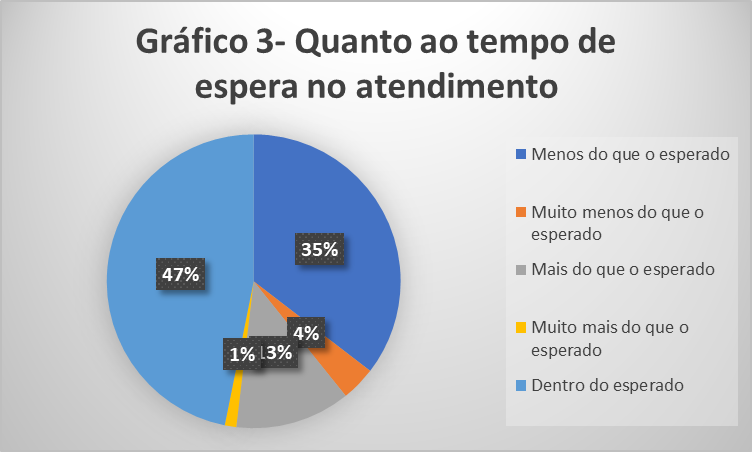 Gráfico 3- Quanto ao tempo de
espera no atendimento
35%
47%
4%
13%
1%
Menos do que o esperado
Muito menos do que o
esperado
Mais do que o esperado
Muito mais do que o
esperado
Dentro do esperado